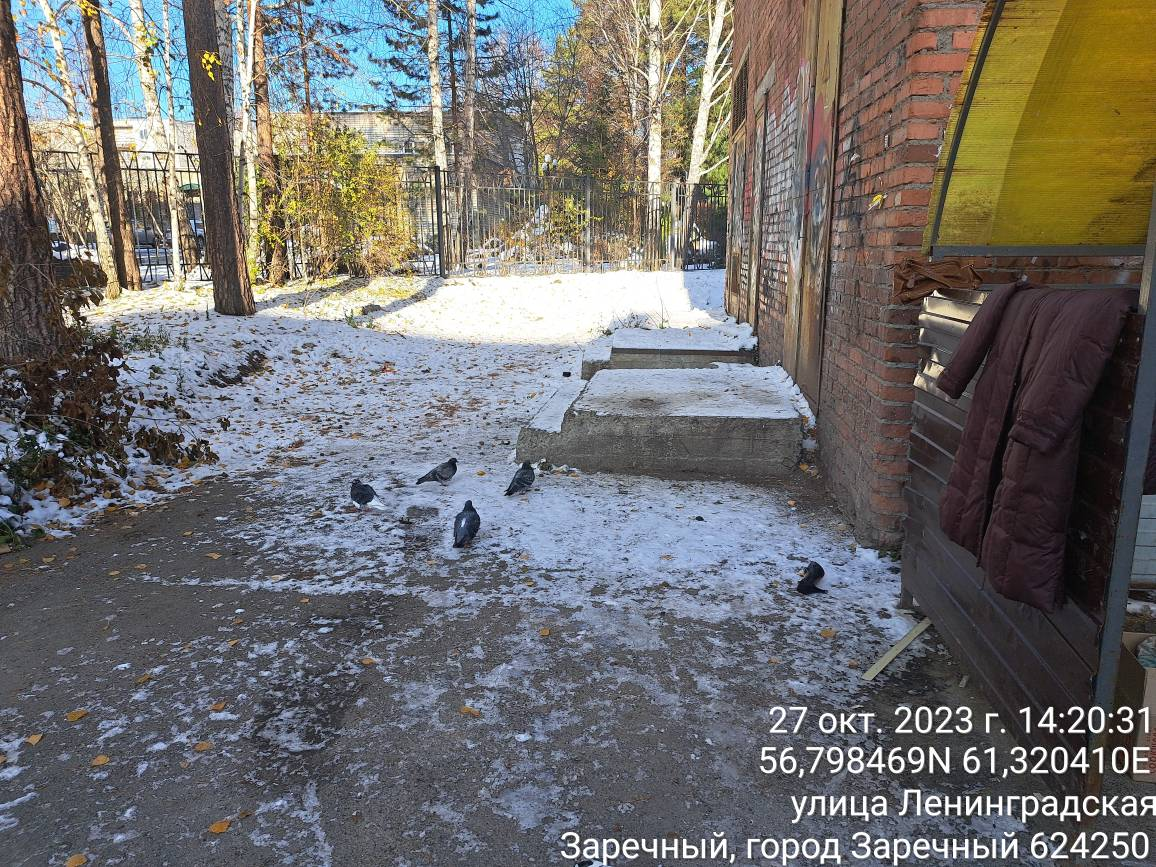 27 окт. 2023 г. 14:20:31
56,798469N 61,320410E
улица Ленинградская
Заречный, город Заречный 624250